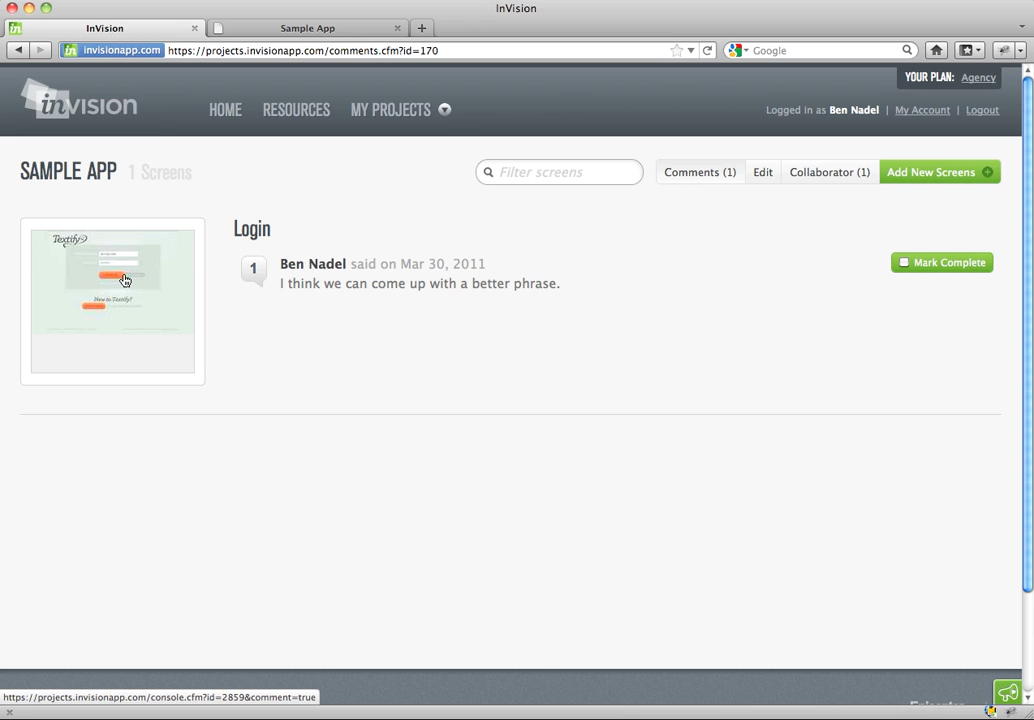 InVision
InVision
Sample App
invisionapp.com
https://projects.invisionapp.com/comments.cfm?id=170
Google
YOUR PLAN: Agency
inVISION
HOME
RESOURCES
MY PROJECTS
Logged in as Ben Nadel | My Account | Logout
SAMPLE APP 1 Screens
Filter screens
Comments (1)
Edit
Collaborator (1)
Add New Screens
Textify
New to Textify?
Login
1
Ben Nadel said on Mar 30, 2011
I think we can come up with a better phrase.
Mark Complete
https://projects.invisionapp.com/console.cfm?id=2859&comment=true